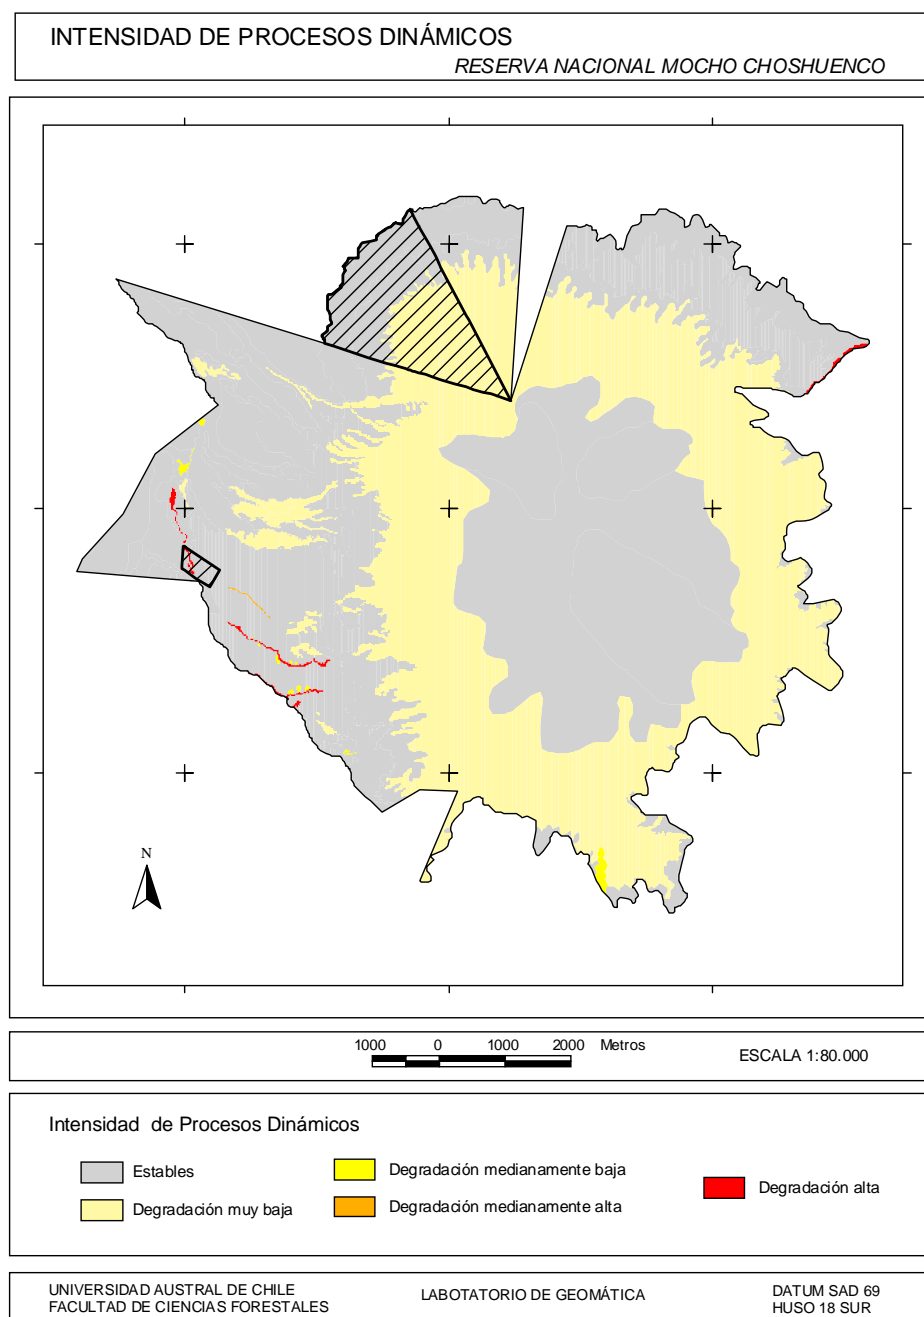 INTENSIDAD DE PROCESOS DINÁMICOS
RESERVA NACIONAL MOCHO CHOSHUENCO
N
1000 0 1000 2000 Metros
ESCALA 1:80.000
Intensidad de Procesos Dinámicos
Estables
Degradación muy baja
Degradación medianamente baja
Degradación medianamente alta
Degradación alta
UNIVERSIDAD AUSTRAL DE CHILE
FACULTAD DE CIENCIAS FORESTALES
LABOTATORIO DE GEOMÁTICA
DATUM SAD 69
HUSO 18 SUR